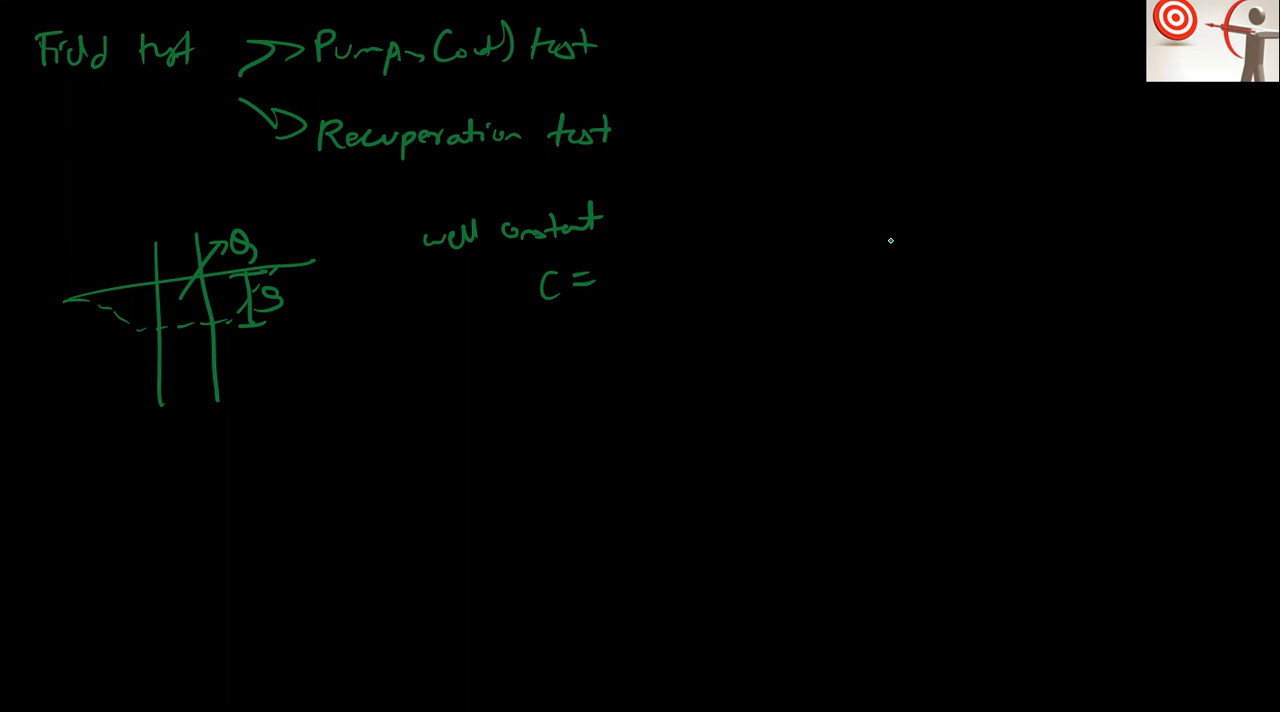 Field test Pump (out) test
Recuperation test
Q
S
well constant
C =